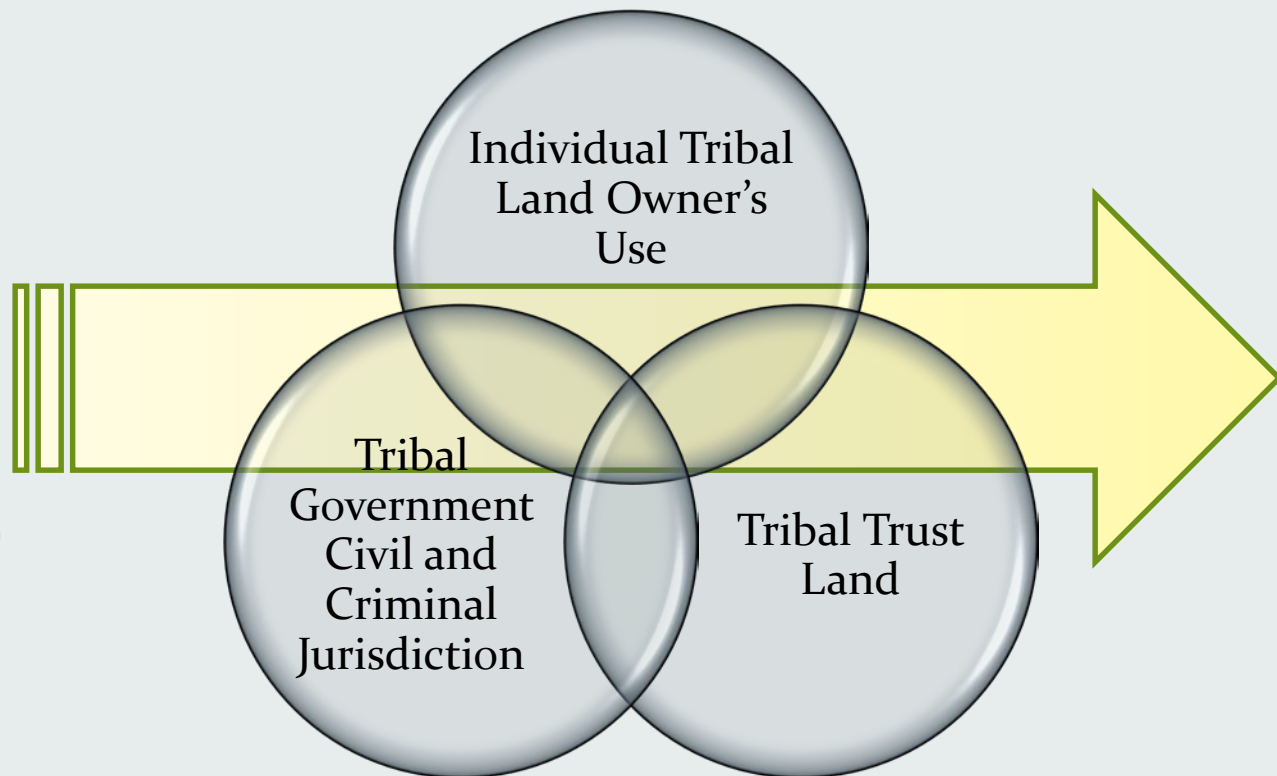 Individual Tribal
Land Owner’s
Use
Tribal
Government
Civil and
Criminal
Jurisdiction
Tribal Trust
Land